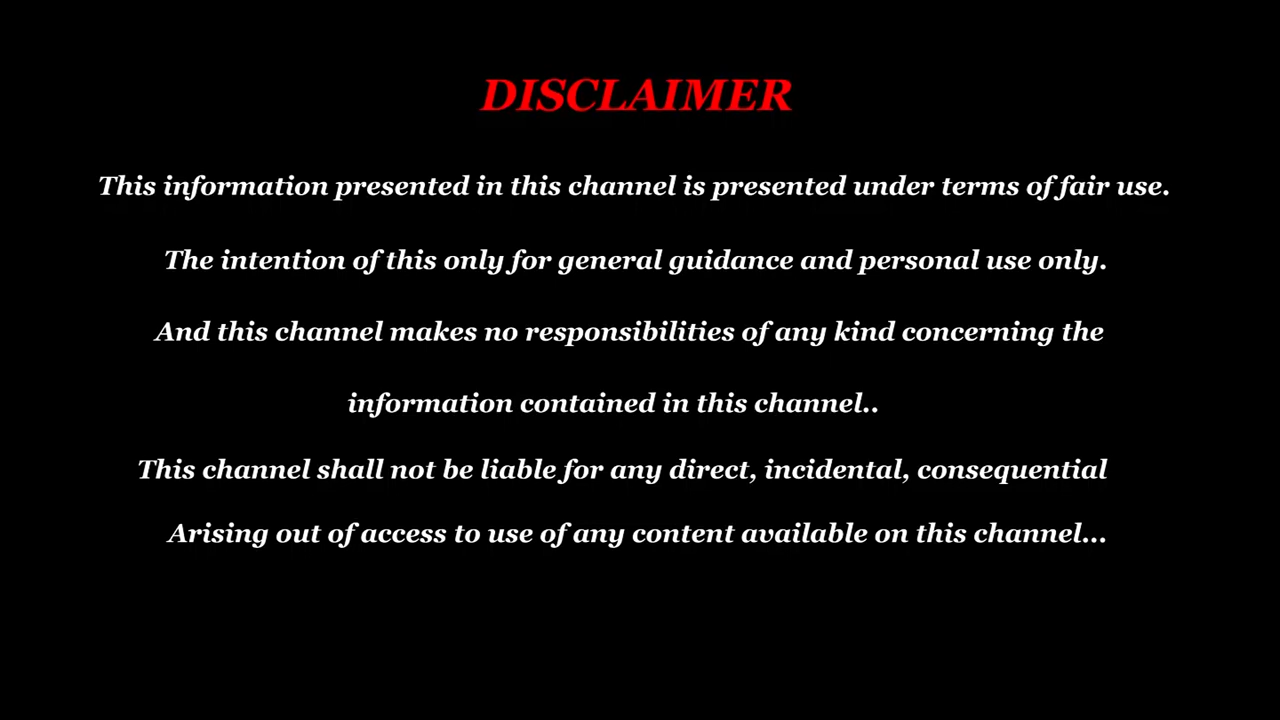 DISCLAIMER
This information presented in this channel is presented under terms of fair use.
The intention of this only for general guidance and personal use only.
And this channel makes no responsibilities of any kind concerning the
information contained in this channel..
This channel shall not be liable for any direct, incidental, consequential
Arising out of access to use of any content available on this channel...